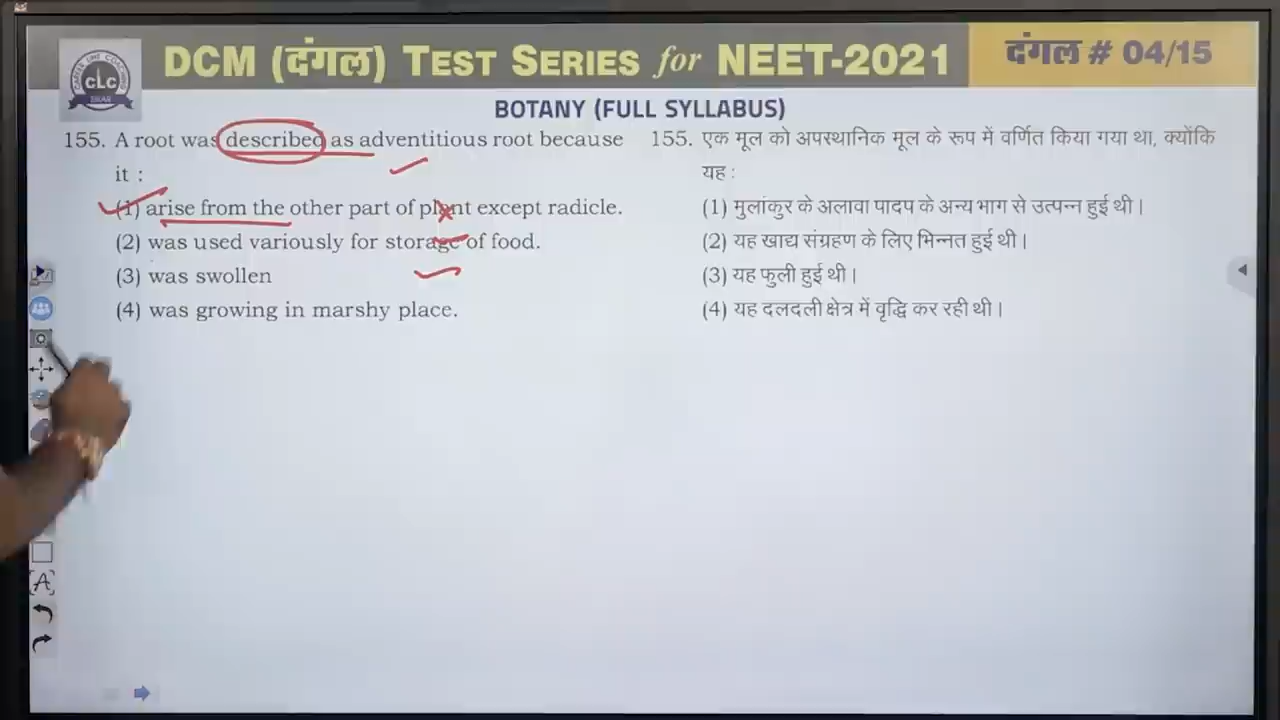 DCM (दंगल) TEST SERIES for NEET-2021
दंगल # 04/15
CLC
BOTANY (FULL SYLLABUS)
155. A root was described as adventitious root because
it :
(1) arise from the other part of plant except radicle.
(2) was used variously for storage of food.
(3) was swollen
(4) was growing in marshy place.
155. एक मूल को अपस्थानिक मूल के रूप में वर्णित किया गया था, क्योंकि
यह :
(1) मुलांकुर के अलावा पादप के अन्य भाग से उत्पन्न हुई थी।
(2) यह खाद्य संग्रहण के लिए भिन्नत हुई थी।
(3) यह फुली हुई थी।
(4) यह दलदली क्षेत्र में वृद्धि कर रही थी।
[A]